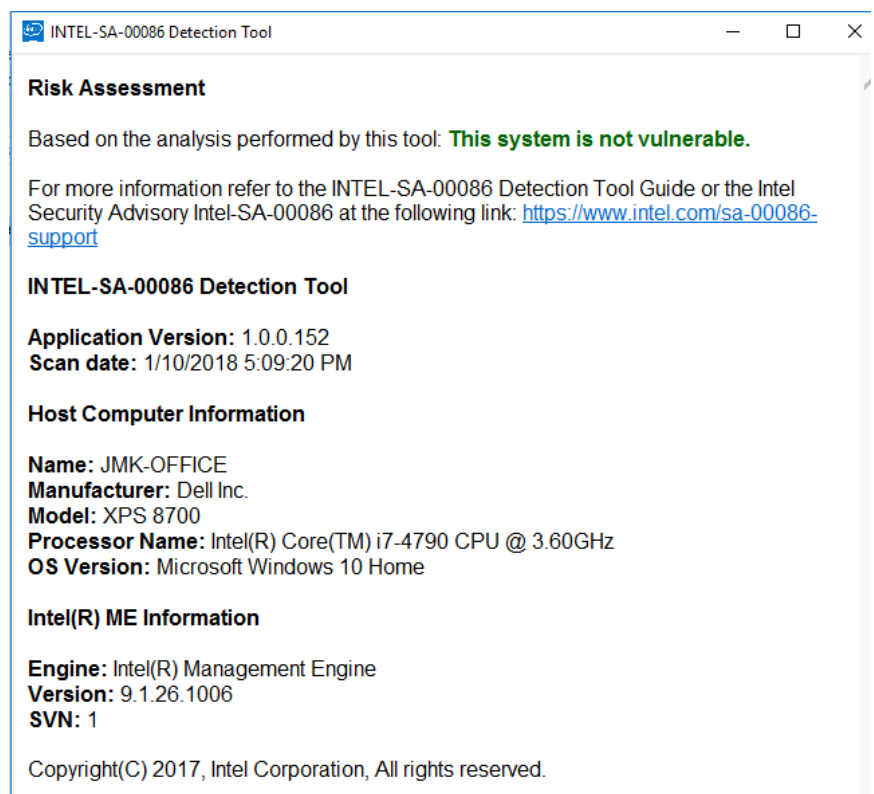 INTEL-SA-00086 Detection Tool
Risk Assessment
Based on the analysis performed by this tool: This system is not vulnerable.
For more information refer to the INTEL-SA-00086 Detection Tool Guide or the Intel
Security Advisory Intel-SA-00086 at the following link: https://www.intel.com/sa-00086-
support
INTEL-SA-00086 Detection Tool
Application Version: 1.0.0.152
Scan date: 1/10/2018 5:09:20 PM
Host Computer Information
Name: JMK-OFFICE
Manufacturer: Dell Inc.
Model: XPS 8700
Processor Name: Intel(R) Core(TM) i7-4790 CPU @ 3.60GHz
OS Version: Microsoft Windows 10 Home
Intel(R) ME Information
Engine: Intel(R) Management Engine
Version: 9.1.26.1006
SVN: 1
Copyright(C) 2017, Intel Corporation, All rights reserved.